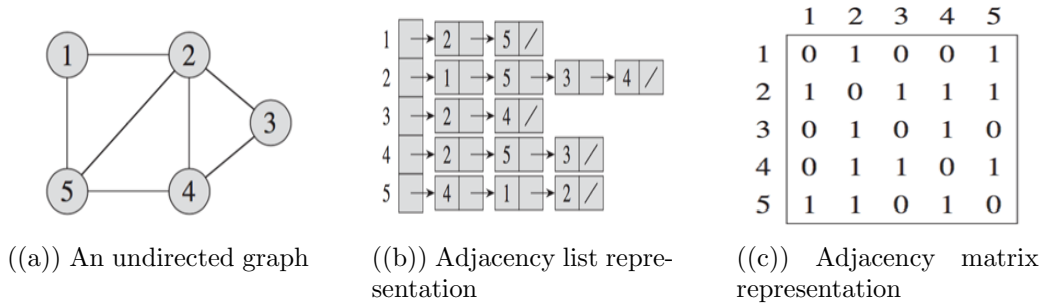 1 2
3
5 4
1 2 5 /
2 1 5 3 4 /
3 2 4 /
4 2 5 3 /
5 4 1 2 /
1 2 3 4 5
1 0 1 0 0 1
2 1 0 1 1 1
3 0 1 0 1 0
4 0 1 1 0 1
5 1 1 0 1 0
((a)) An undirected graph
((b)) Adjacency list repre-
sentation
((c)) Adjacency matrix
representation